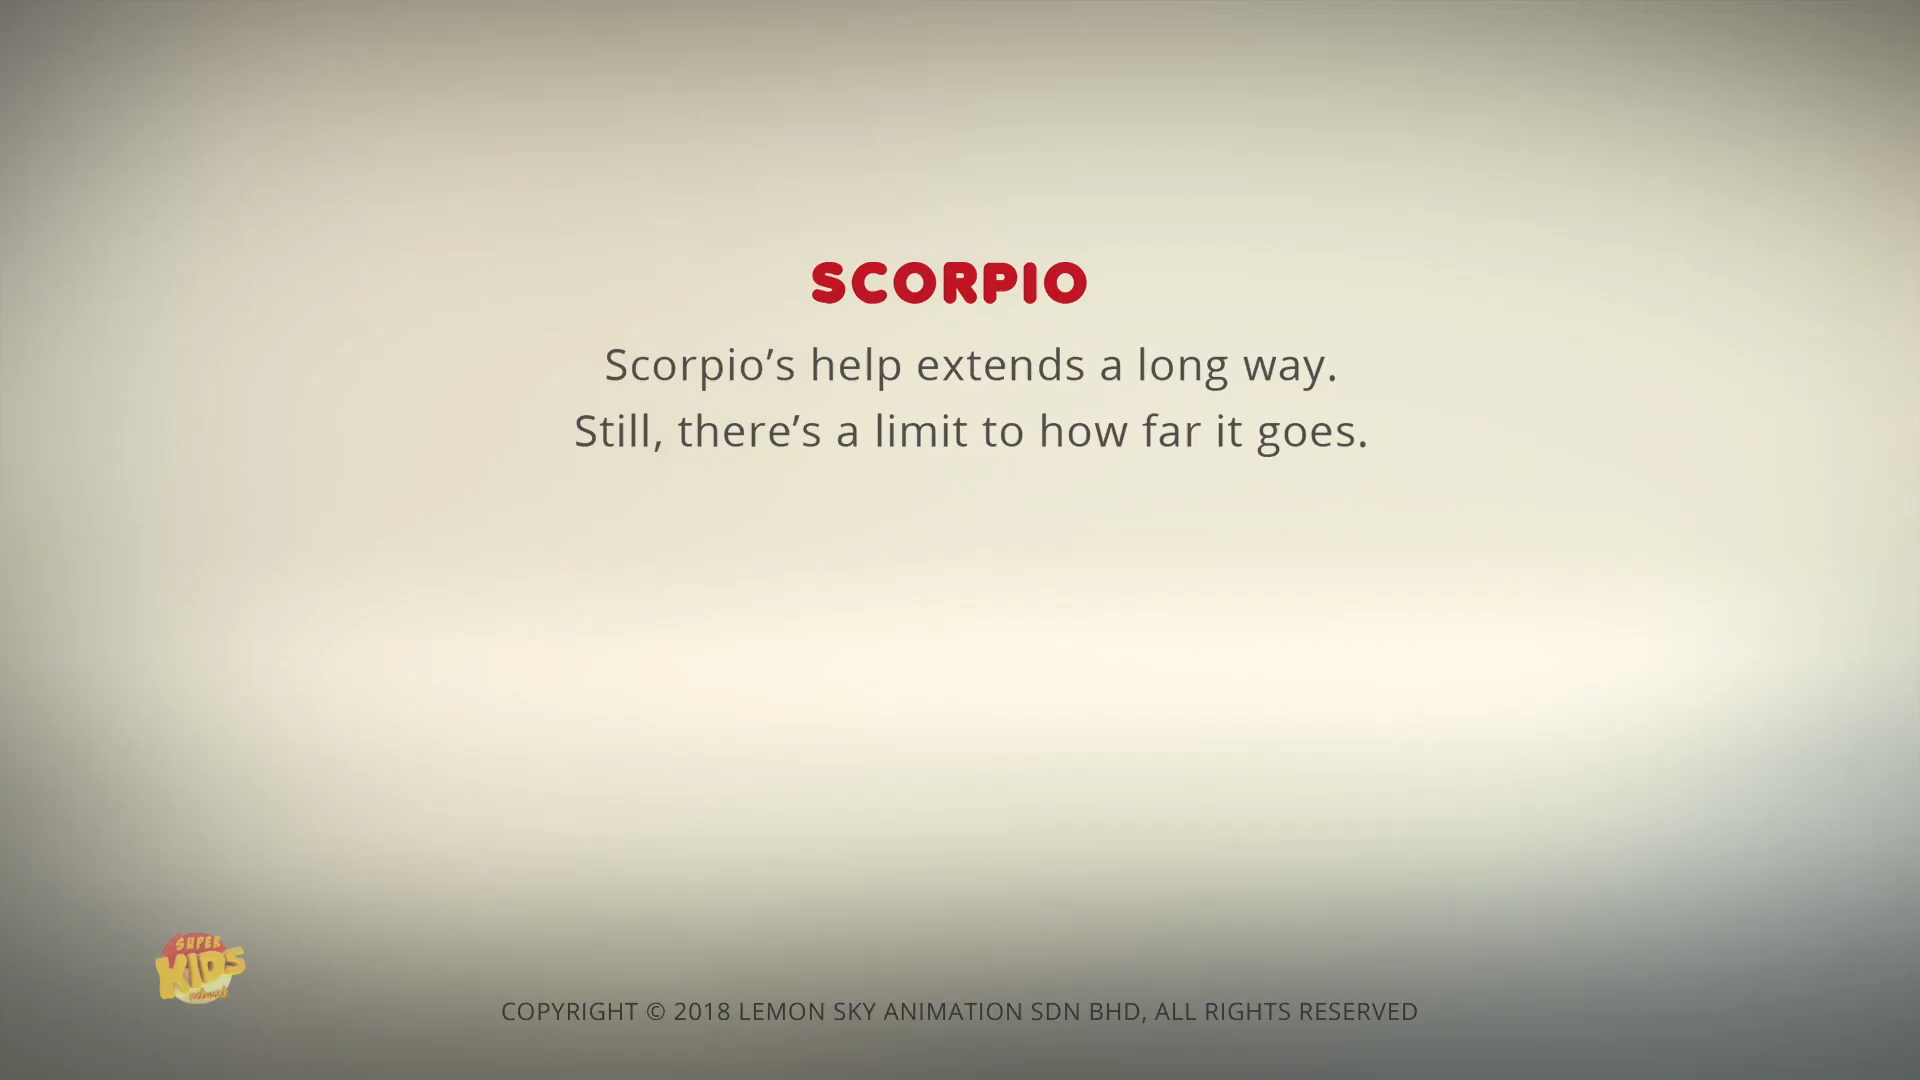 SCORPIO
Scorpio’s help extends a long way.
Still, there’s a limit to how far it goes.
SUPER
KIDS
COPYRIGHT © 2018 LEMON SKY ANIMATION SDN BHD, ALL RIGHTS RESERVED